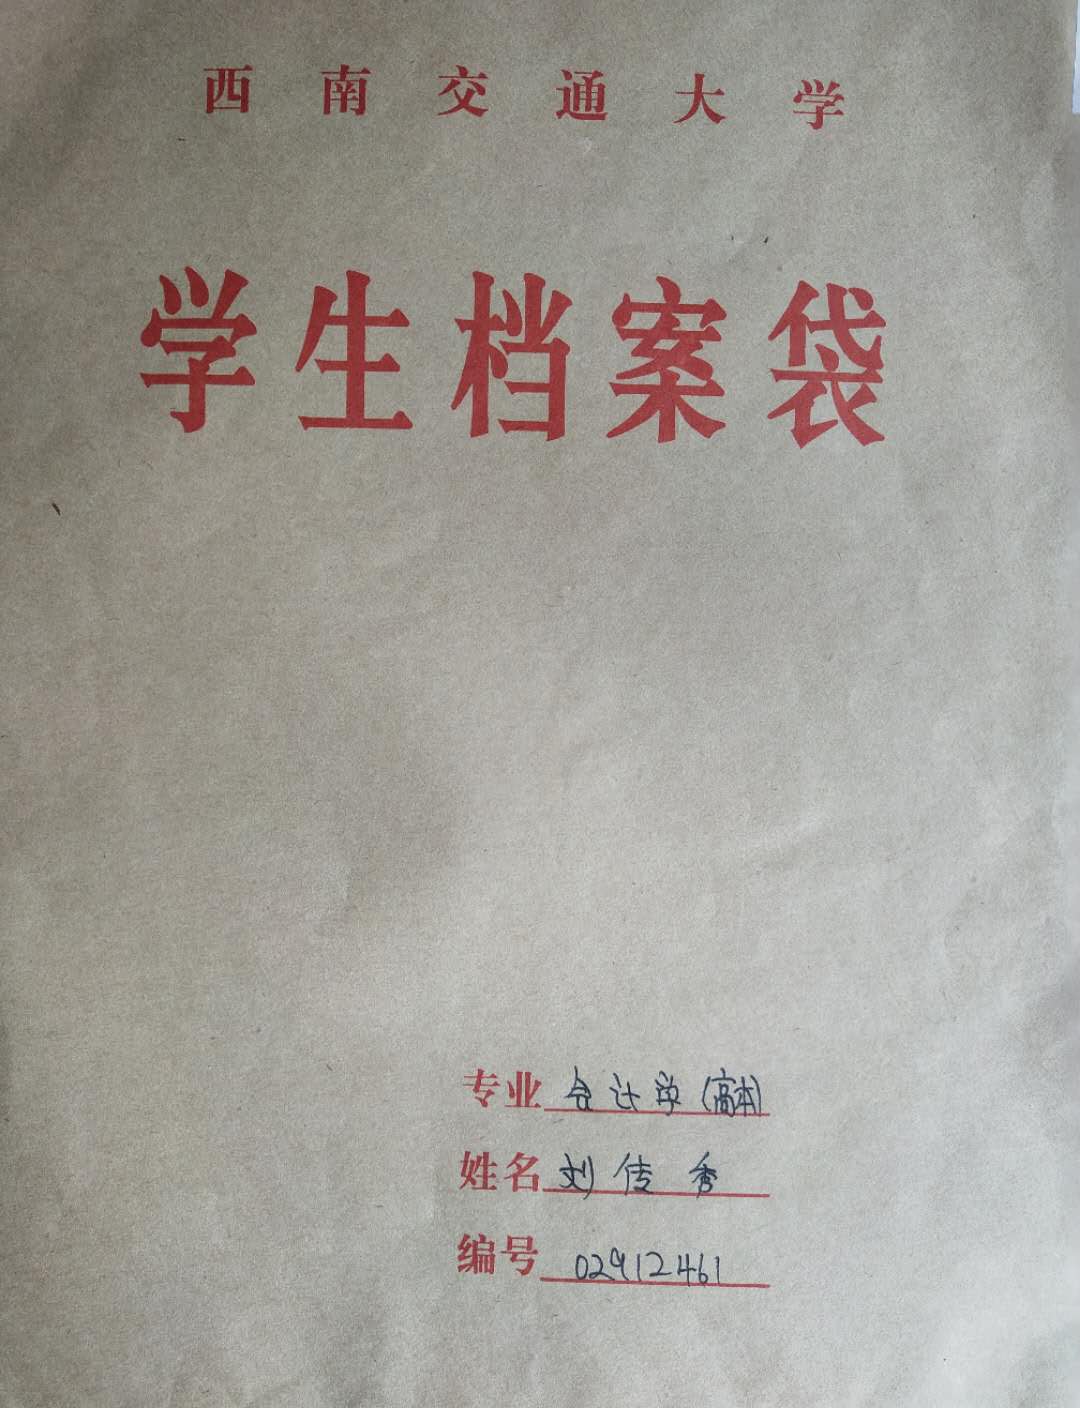 西南交通大学
学生档案袋
专业 会计学(高本)
姓名 刘传秀
编号 02912461